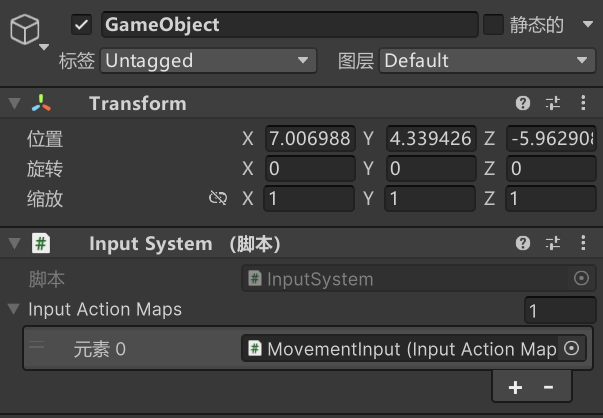 GameObject 静态的
标签 Untagged 图层 Default
Transform
位置 X 7.006988 Y 4.339426 Z -5.962908
旋转 X 0 Y 0 Z 0
缩放 X 1 Y 1 Z 1
# Input System （脚本）
脚本 # InputSystem
Input Action Maps 1
元素 0 # MovementInput (Input Action Map
+ -